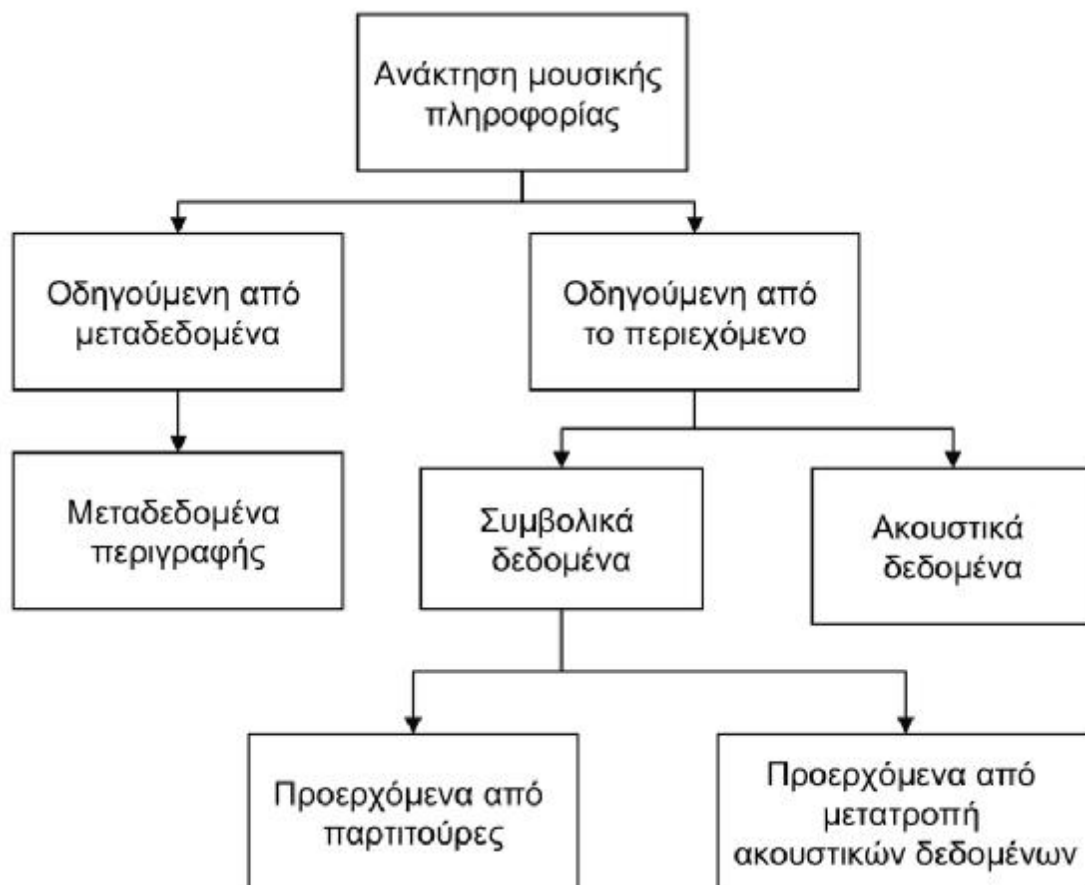 Ανάκτηση μουσικής
πληροφορίας
Οδηγούμενη από
μεταδεδομένα
Οδηγούμενη από
το περιεχόμενο
Μεταδεδομένα
περιγραφής
Συμβολικά
δεδομένα
Ακουστικά
δεδομένα
Προερχόμενα από
παρτιτούρες
Προερχόμενα από
μετατροπή
ακουστικών δεδομένων